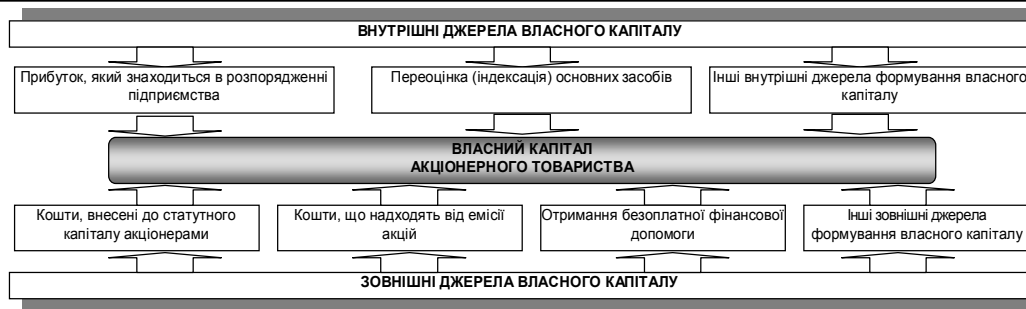 ВНУТРІШНІ ДЖЕРЕЛА ВЛАСНОГО КАПІТАЛУ
Прибуток, який знаходиться в розпорядженні
підприємства
Переоцінка (індексація) основних засобів
Інші внутрішні джерела формування власного
капіталу
ВЛАСНИЙ КАПІТАЛ
АКЦІОНЕРНОГО ТОВАРИСТВА
Кошти, внесені до статутного
капіталу акціонерами
Кошти, що надходять від емісії
акцій
Отримання безоплатної фінансової
допомоги
Інші зовнішні джерела
формування власного капіталу
ЗОВНІШНІ ДЖЕРЕЛА ВЛАСНОГО КАПІТАЛУ